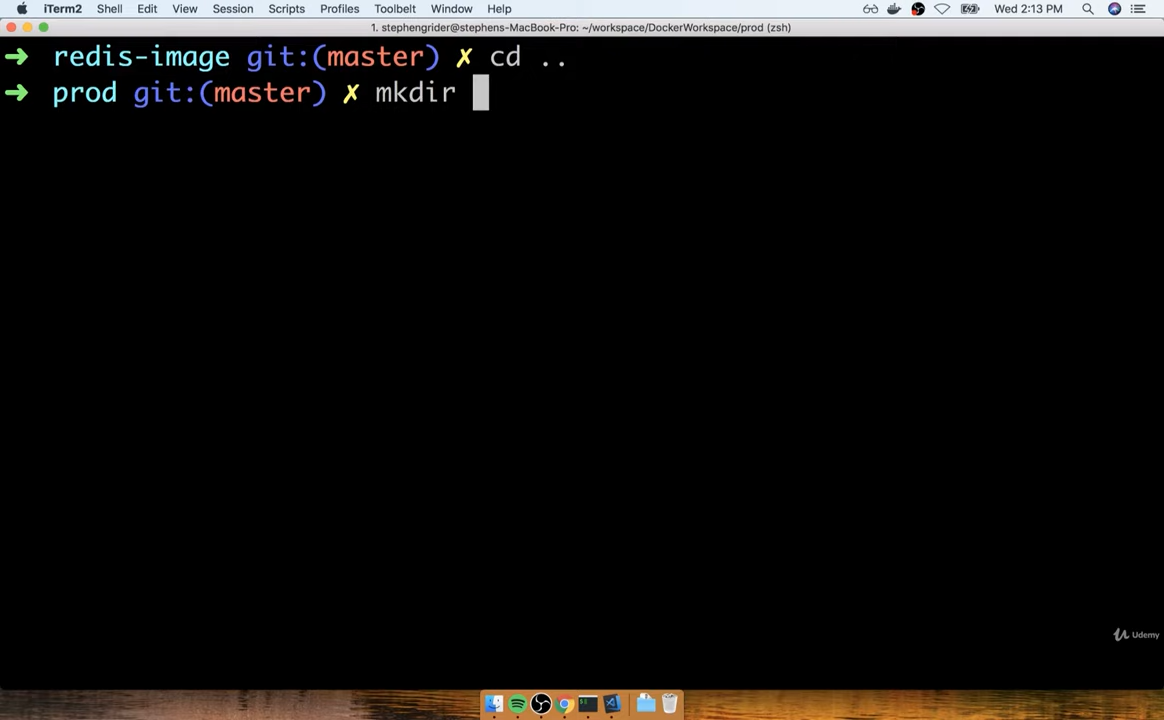 iTerm2 Shell Edit View Session Scripts Profiles Toolbelt Window Help Wed 2:13 PM
1. stephengrider@stephens-MacBook-Pro: ~/workspace/DockerWorkspace/prod (zsh)
➜ redis-image git:(master) ✗ cd ..
➜ prod git:(master) ✗ mkdir
Udemy